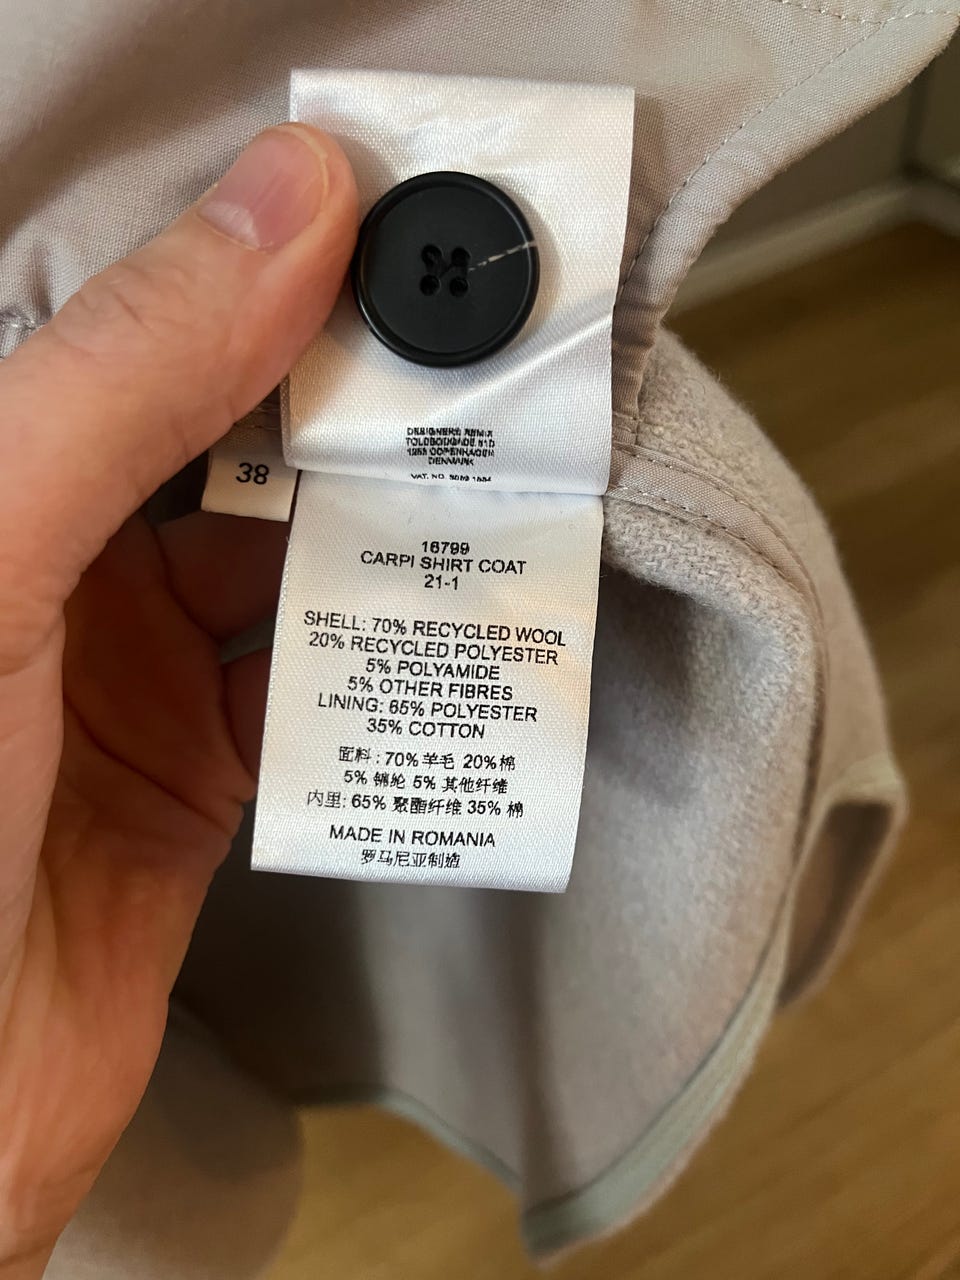 DESIGNERS REMIX
TOLDBODGADE 51D
1253 COPENHAGEN
DENMARK
VAT. NO.
38
16799
CARPI SHIRT COAT
21-1
SHELL: 70% RECYCLED WOOL
20% RECYCLED POLYESTER
5% POLYAMIDE
5% OTHER FIBRES
LINING: 65% POLYESTER
35% COTTON
面料: 70% 羊毛 20% 棉
5% 锦纶 5% 其他纤维
内里: 65% 聚酯纤维 35% 棉
MADE IN ROMANIA
罗马尼亚制造